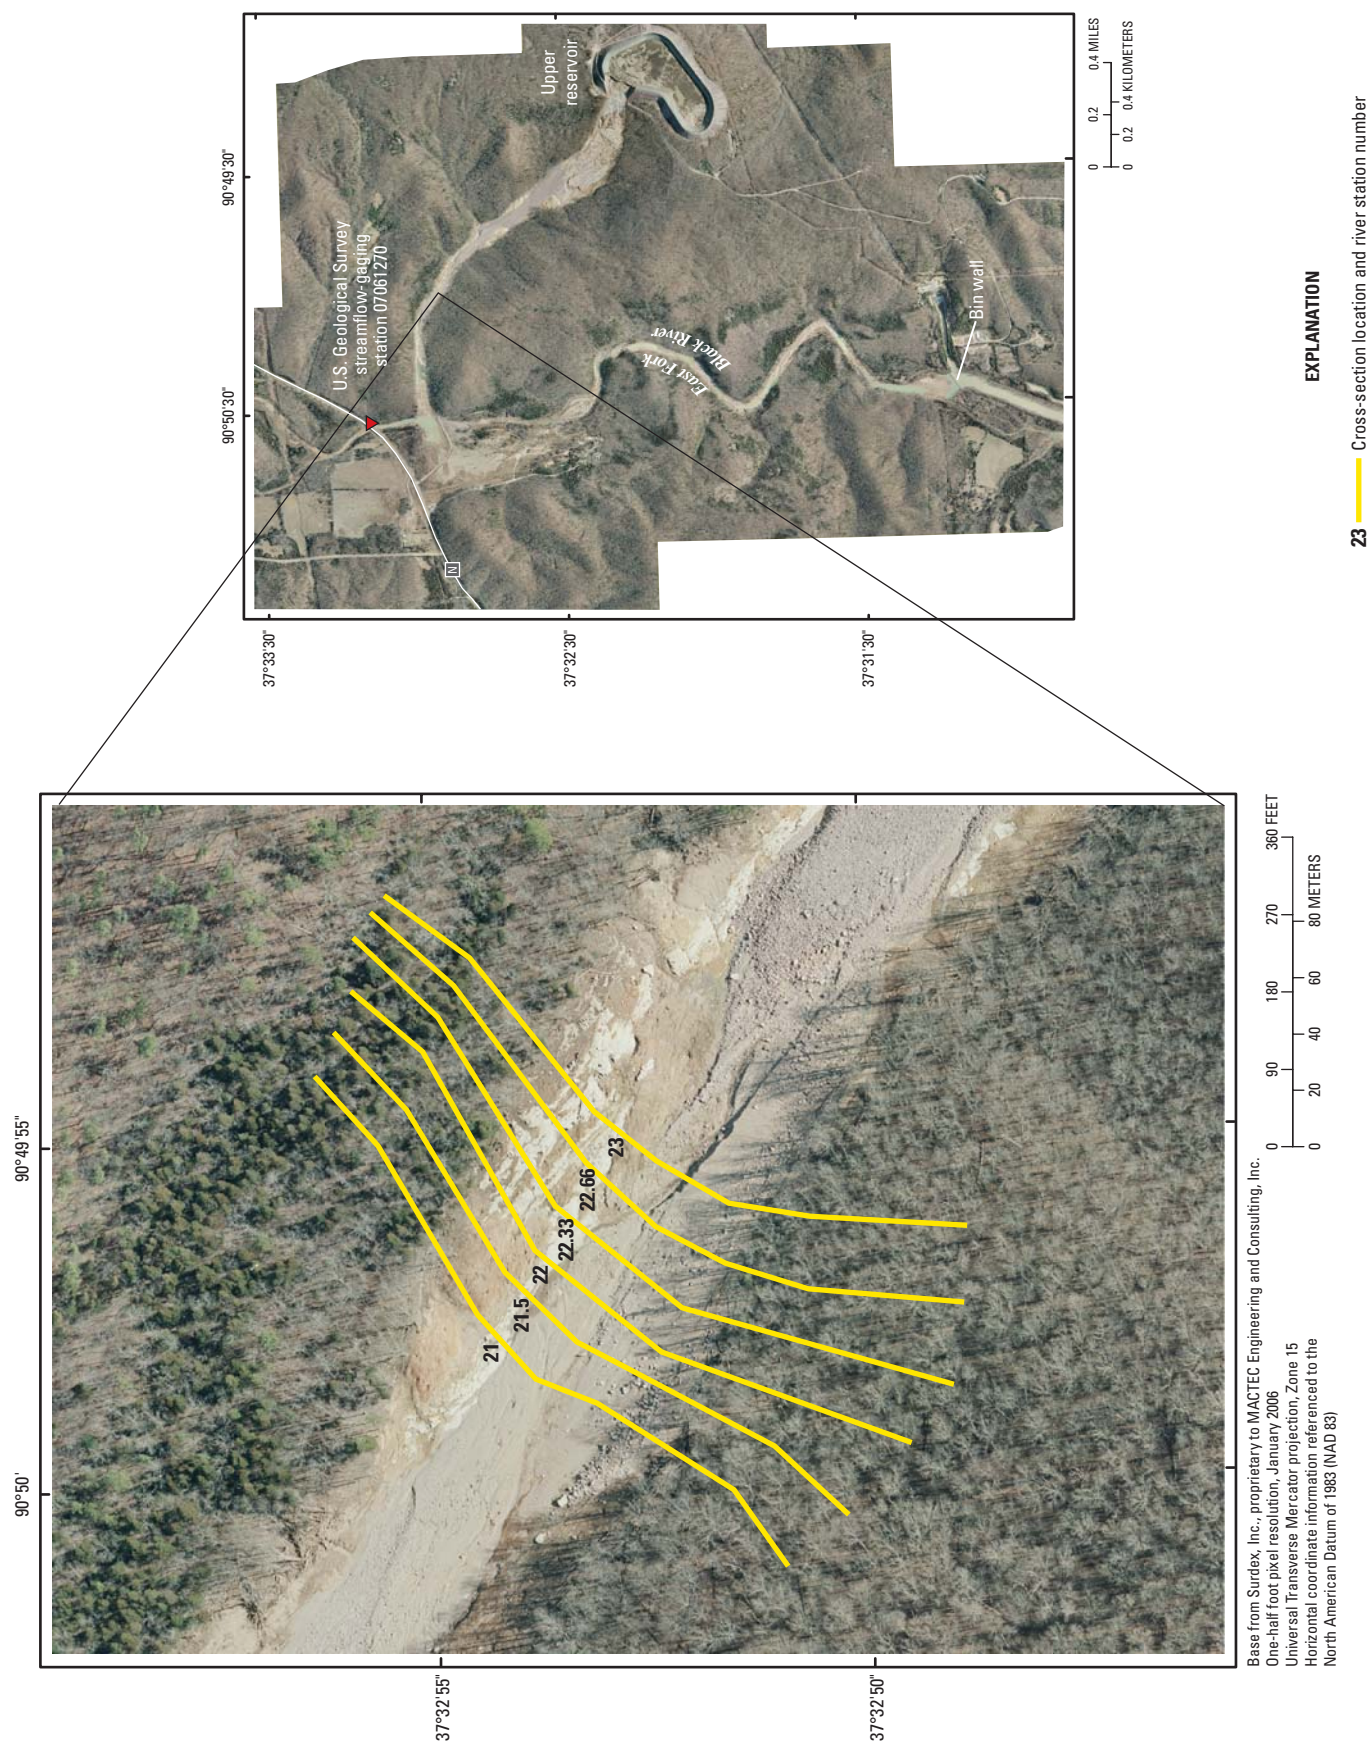 90°50'
90°49'55"
37°32'55"
37°32'50"
21
21.5
22
22.33
22.66
23
0 90 180 270 360 FEET
0 20 40 60 80 METERS
Base from Surdex, Inc., proprietary to MACTEC Engineering and Consulting, Inc.
One-half foot pixel resolution, January 2006
Universal Transverse Mercator projection, Zone 15
Horizontal coordinate information referenced to the
North American Datum of 1983 (NAD 83)
90°50'30"
90°49'30"
37°33'30"
37°32'30"
37°31'30"
U.S. Geological Survey
streamflow-gaging
station 07061270
Upper
reservoir
N
East Fork
Black River
Bin wall
0 0.2 0.4 MILES
0 0.2 0.4 KILOMETERS
EXPLANATION
23 Cross-section location and river station number